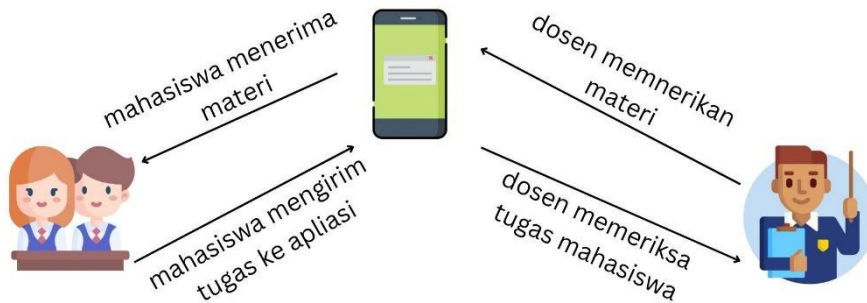 mahasiswa menerima
materi
mahasiswa mengirim
tugas ke apliasi
dosen memnerikan
materi
dosen memeriksa
tugas mahasiswa